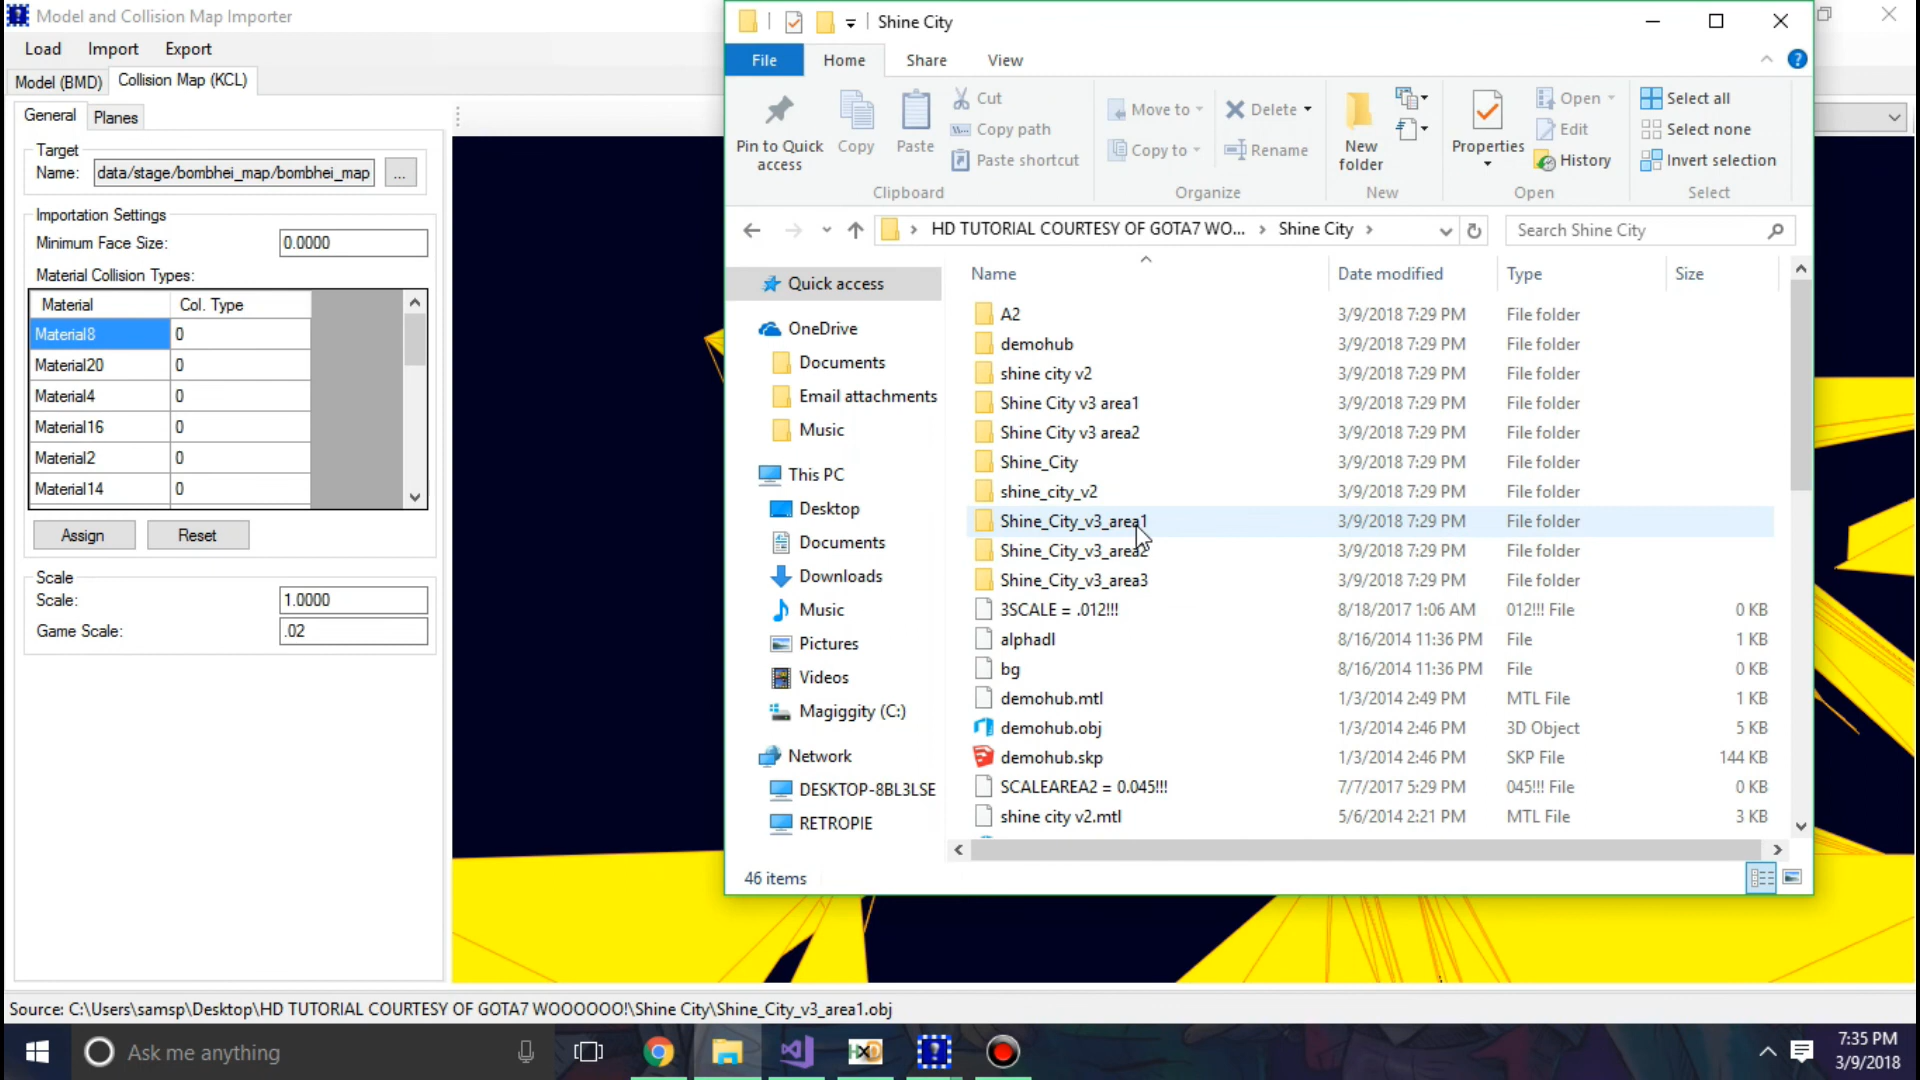 Model and Collision Map Importer
Load Import Export
Model (BMD) Collision Map (KCL)
General Planes
Target
Name: data/stage/bombhei_map/bombhei_map ...
Importation Settings
Minimum Face Size: 0.0000
Material Collision Types:
Material Col. Type
Material8 0
Material20 0
Material4 0
Material16 0
Material2 0
Material14 0
Assign Reset
Scale
Scale: 1.0000
Game Scale: .02
Shine City
File Home Share View
Pin to Quick access
Copy
Paste
Cut
Copy path
Paste shortcut
Clipboard
Move to
Copy to
Delete
Rename
Organize
New folder
New
Properties
Open
Edit
History
Open
Select all
Select none
Invert selection
Select
HD TUTORIAL COURTESY OF GOTA7 WO... Shine City
Search Shine City
Quick access
OneDrive
Documents
Email attachments
Music
This PC
Desktop
Documents
Downloads
Music
Pictures
Videos
Magiggity (C:)
Network
DESKTOP-8BL3LSE
RETROPIE
Name Date modified Type Size
A2 3/9/2018 7:29 PM File folder
demohub 3/9/2018 7:29 PM File folder
shine city v2 3/9/2018 7:29 PM File folder
Shine City v3 area1 3/9/2018 7:29 PM File folder
Shine City v3 area2 3/9/2018 7:29 PM File folder
Shine_City 3/9/2018 7:29 PM File folder
shine_city_v2 3/9/2018 7:29 PM File folder
Shine_City_v3_area1 3/9/2018 7:29 PM File folder
Shine_City_v3_area2 3/9/2018 7:29 PM File folder
Shine_City_v3_area3 3/9/2018 7:29 PM File folder
3SCALE = .012!!! 8/18/2017 1:06 AM 012!!! File 0 KB
alphadl 8/16/2014 11:36 PM File 1 KB
bg 8/16/2014 11:36 PM File 0 KB
demohub.mtl 1/3/2014 2:49 PM MTL File 1 KB
demohub.obj 1/3/2014 2:46 PM 3D Object 5 KB
demohub.skp 1/3/2014 2:46 PM SKP File 144 KB
SCALEAREA2 = 0.045!!! 7/7/2017 5:29 PM 045!!! File 0 KB
shine city v2.mtl 5/6/2014 2:21 PM MTL File 3 KB
46 items
Source: C:\Users\samsp\Desktop\HD TUTORIAL COURTESY OF GOTA7 WOOOOOO!\Shine City\Shine_City_v3_area1.obj
Ask me anything
HXD
7:35 PM
3/9/2018